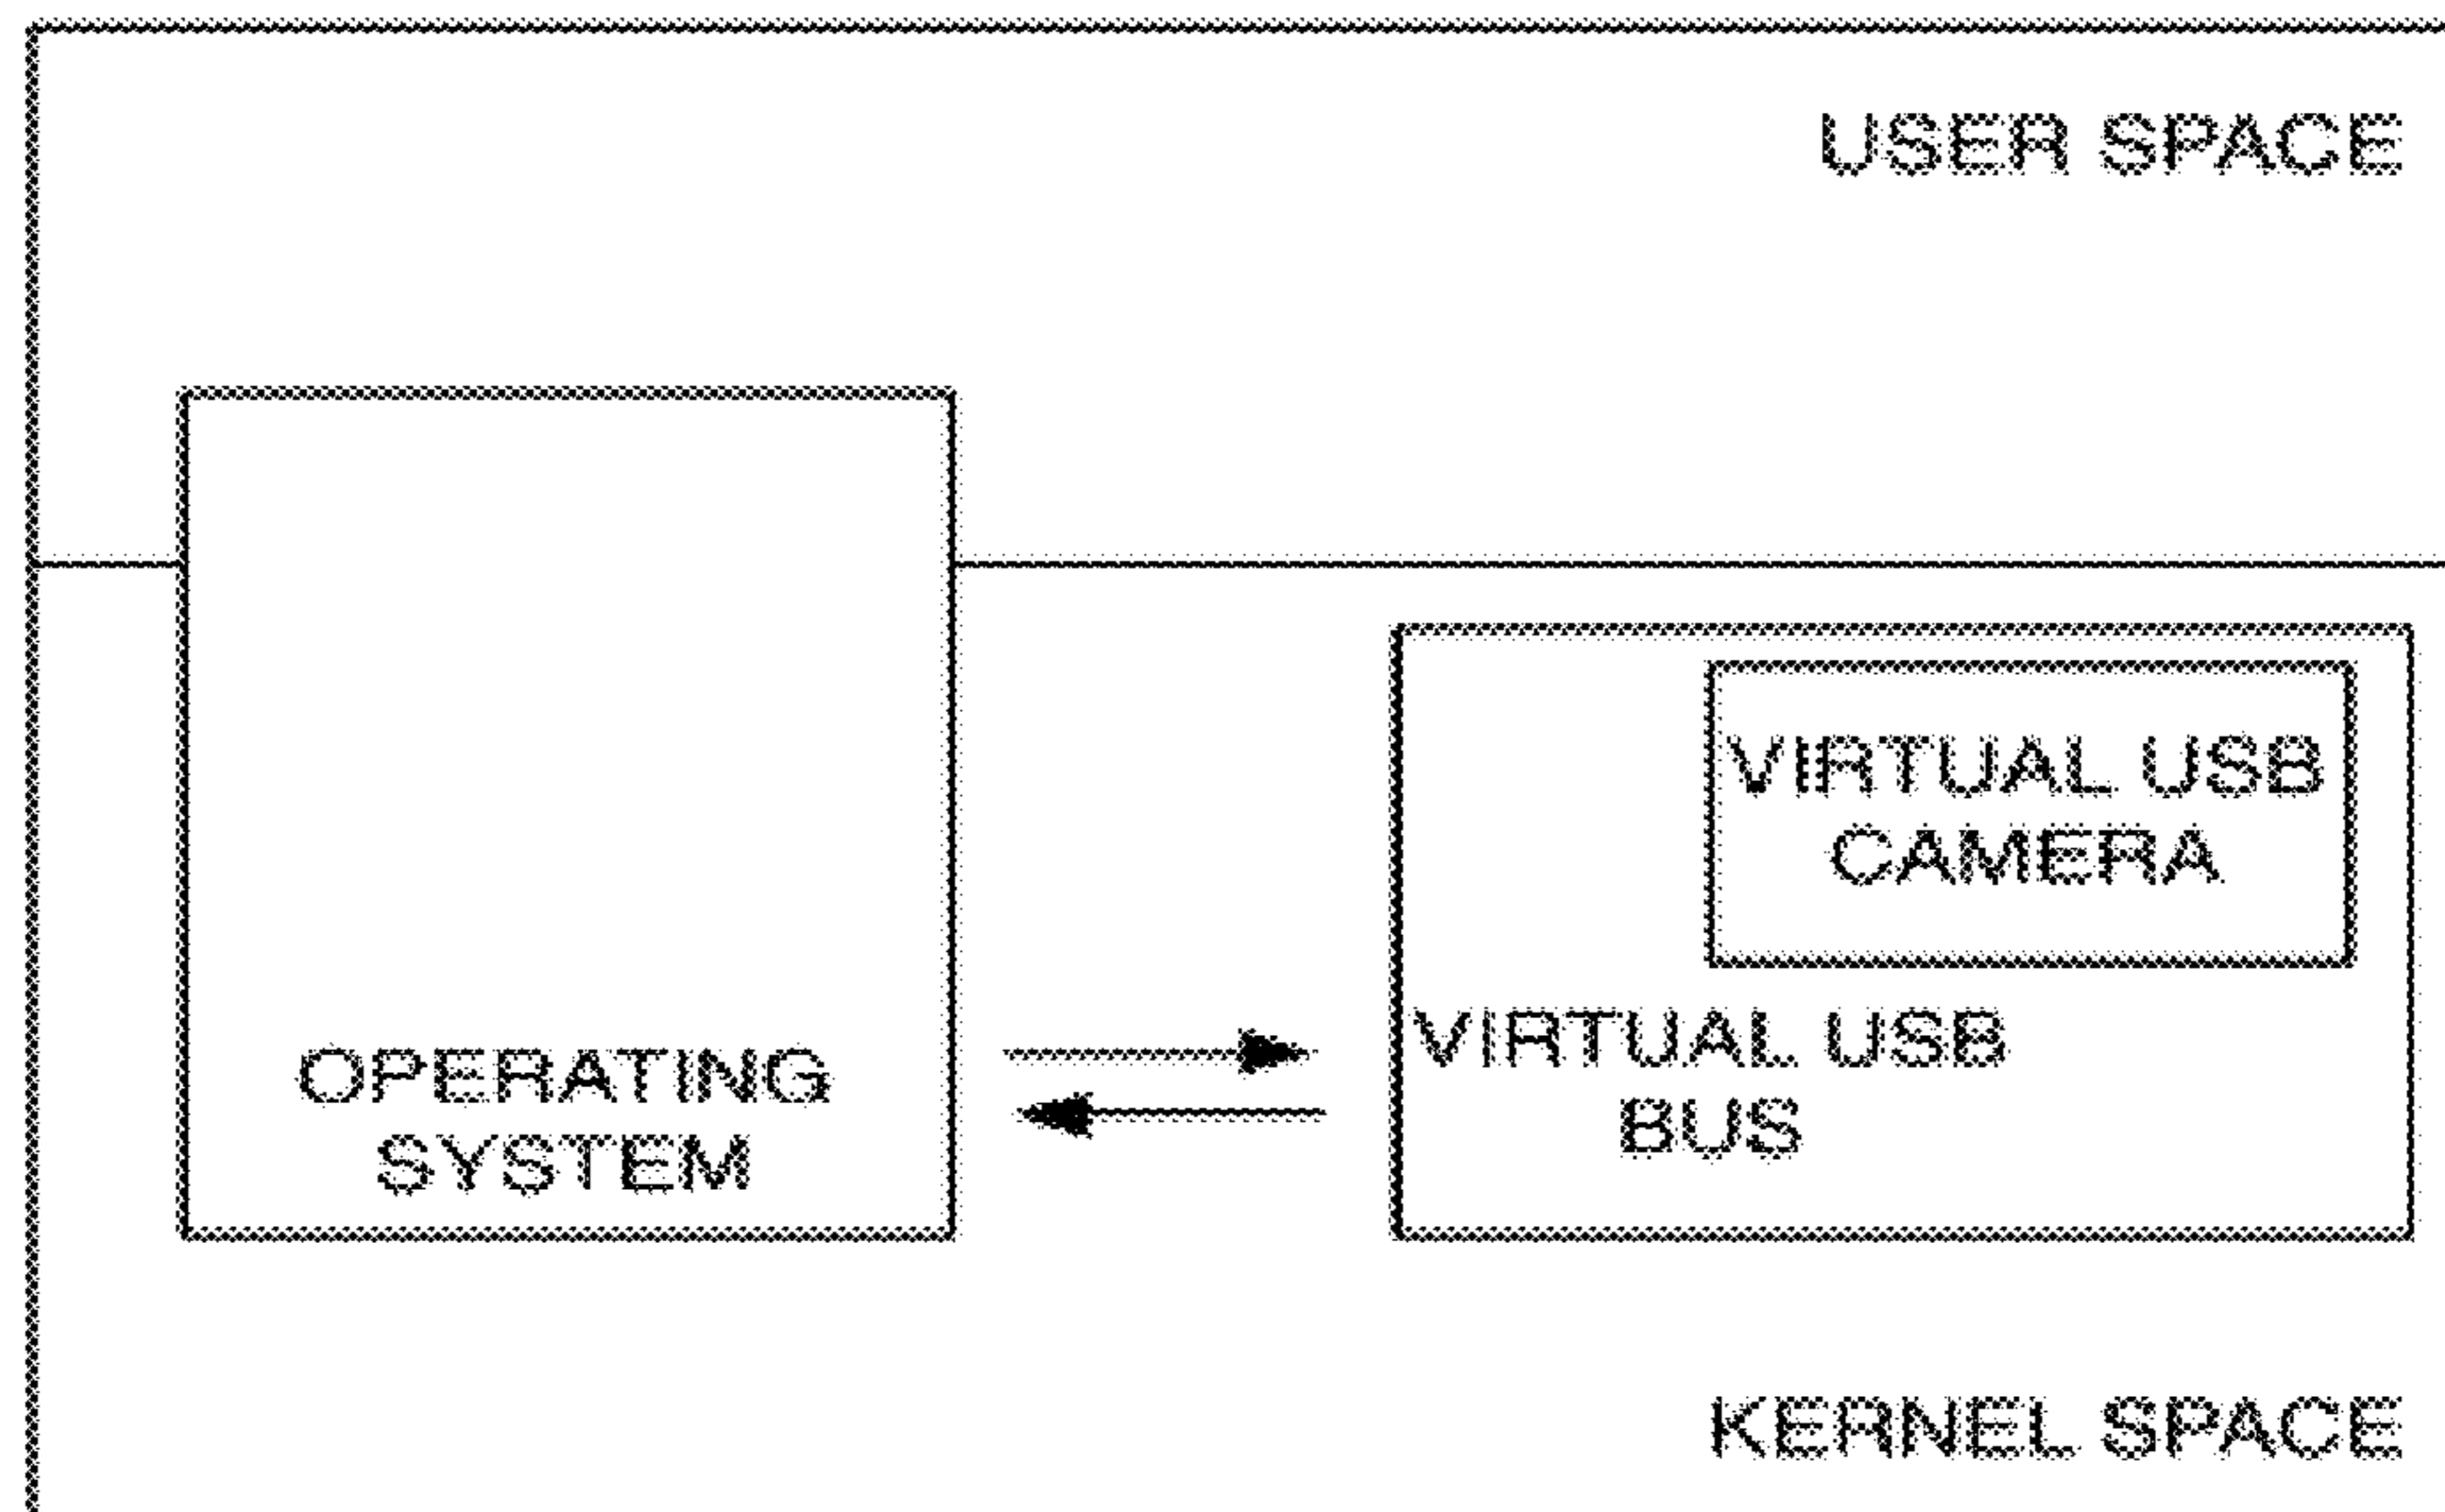 USER SPACE
VIRTUAL USB
CAMERA
VIRTUAL USB
BUS
OPERATING
SYSTEM
KERNEL SPACE